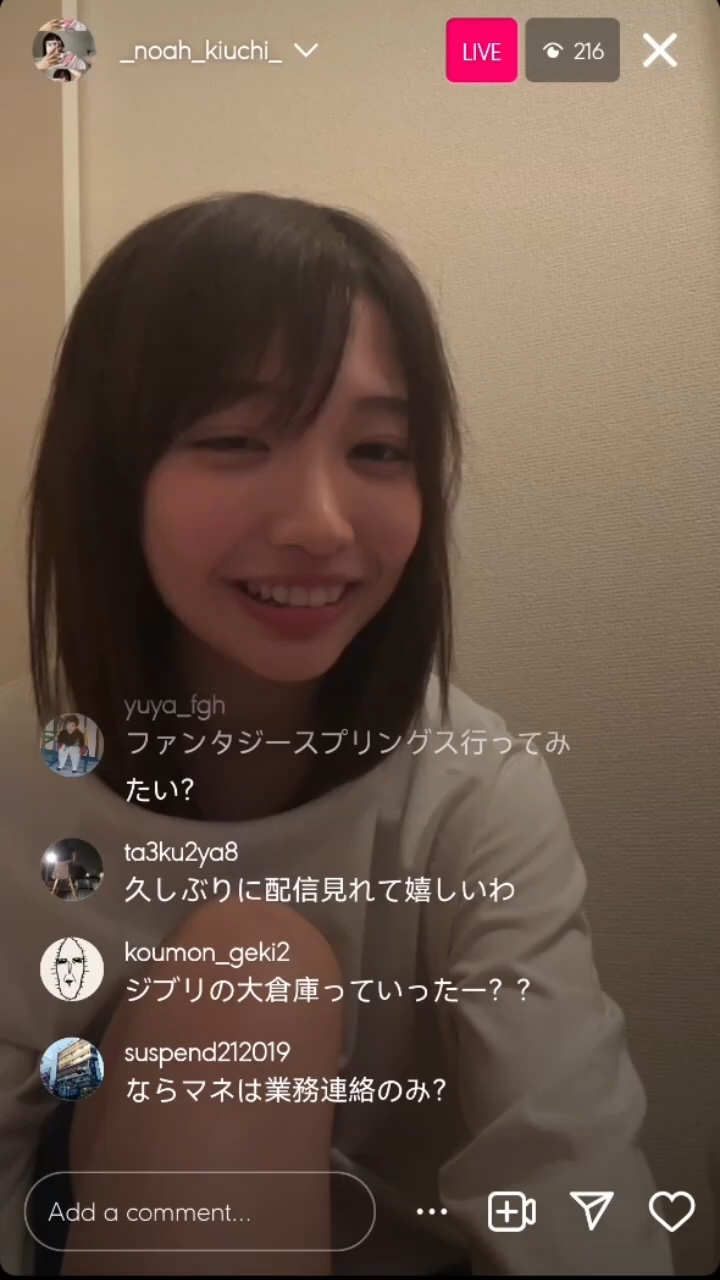 _noah_kiuchi_
LIVE
216
yuya_fgh
ファンタジースプリングス行ってみ
たい?
ta3ku2ya8
久しぶりに配信見れて嬉しいわ
koumon_geki2
ジブリの大倉庫っていったー？？
suspend212019
ならマネは業務連絡のみ?
Add a comment...